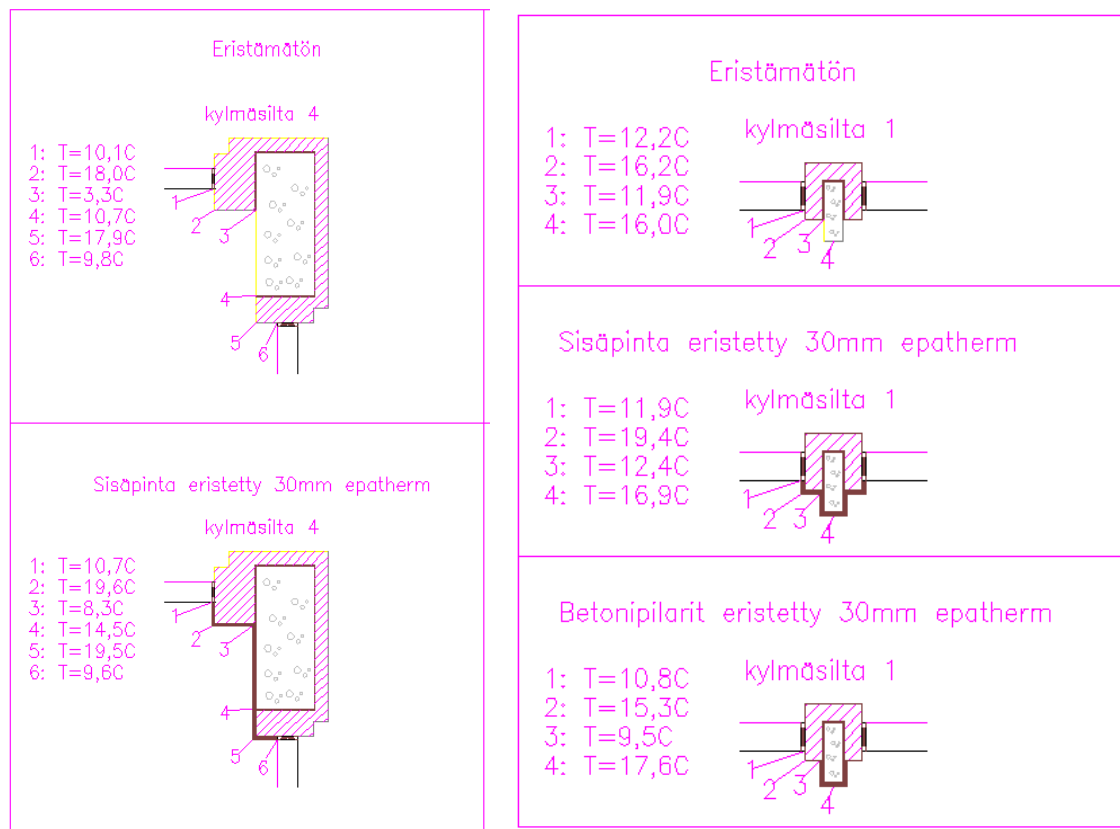 Eristämätön
kylmäsilta 4
1: T=10,1C
2: T=18,0C
3: T=3,3C
4: T=10,7C
5: T=17,9C
6: T=9,8C
1
2
3
4
5
6
Sisäpinta eristetty 30mm epatherm
kylmäsilta 4
1: T=10,7C
2: T=19,6C
3: T=8,3C
4: T=14,5C
5: T=19,5C
6: T=9,6C
1
2
3
4
5
6
Eristämätön
kylmäsilta 1
1: T=12,2C
2: T=16,2C
3: T=11,9C
4: T=16,0C
1
2
3
4
Sisäpinta eristetty 30mm epatherm
kylmäsilta 1
1: T=11,9C
2: T=19,4C
3: T=12,4C
4: T=16,9C
1
2
3
4
Betonipilarit eristetty 30mm epatherm
kylmäsilta 1
1: T=10,8C
2: T=15,3C
3: T=9,5C
4: T=17,6C
1
2
3
4